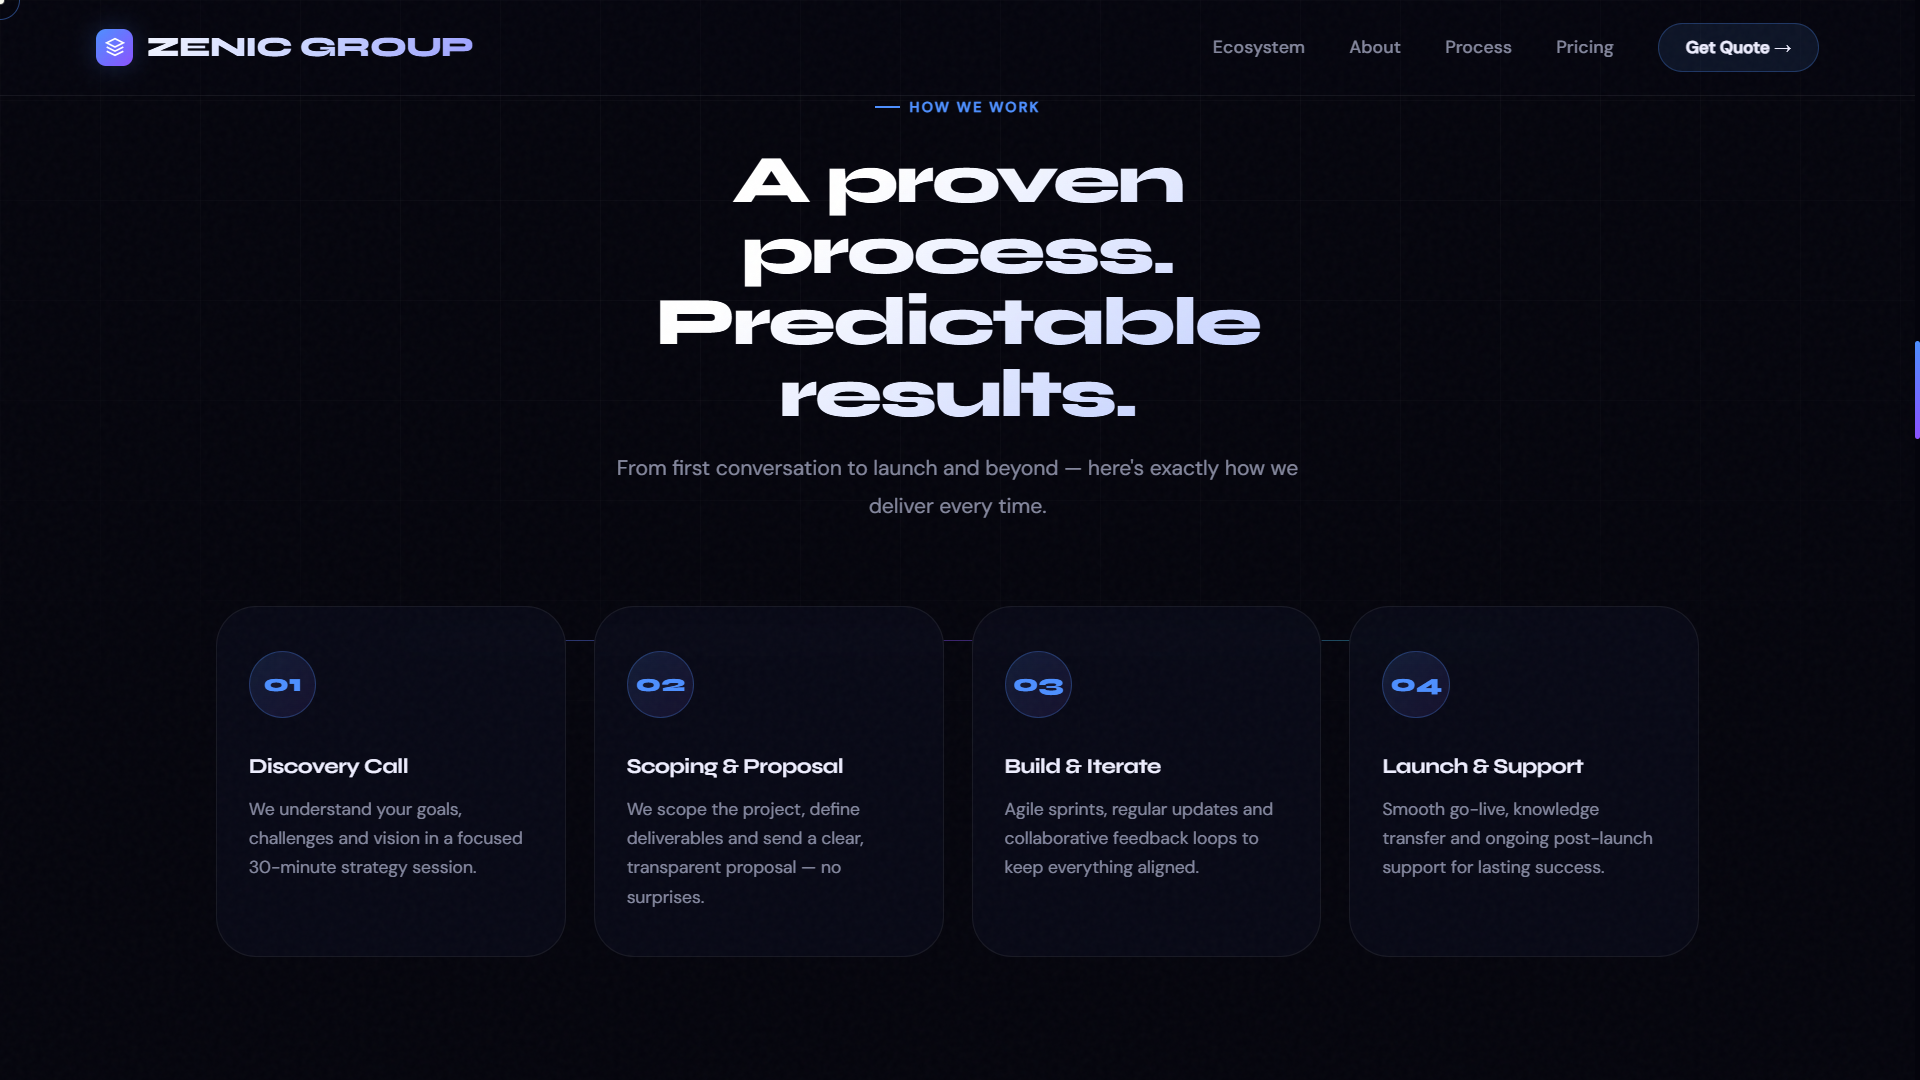 ZENIC GROUP
Ecosystem
About
Process
Pricing
Get Quote →
HOW WE WORK
A proven
process.
Predictable
results.
From first conversation to launch and beyond — here's exactly how we
deliver every time.
01
Discovery Call
We understand your goals,
challenges and vision in a focused
30-minute strategy session.
02
Scoping & Proposal
We scope the project, define
deliverables and send a clear,
transparent proposal — no
surprises.
03
Build & Iterate
Agile sprints, regular updates and
collaborative feedback loops to
keep everything aligned.
04
Launch & Support
Smooth go-live, knowledge
transfer and ongoing post-launch
support for lasting success.